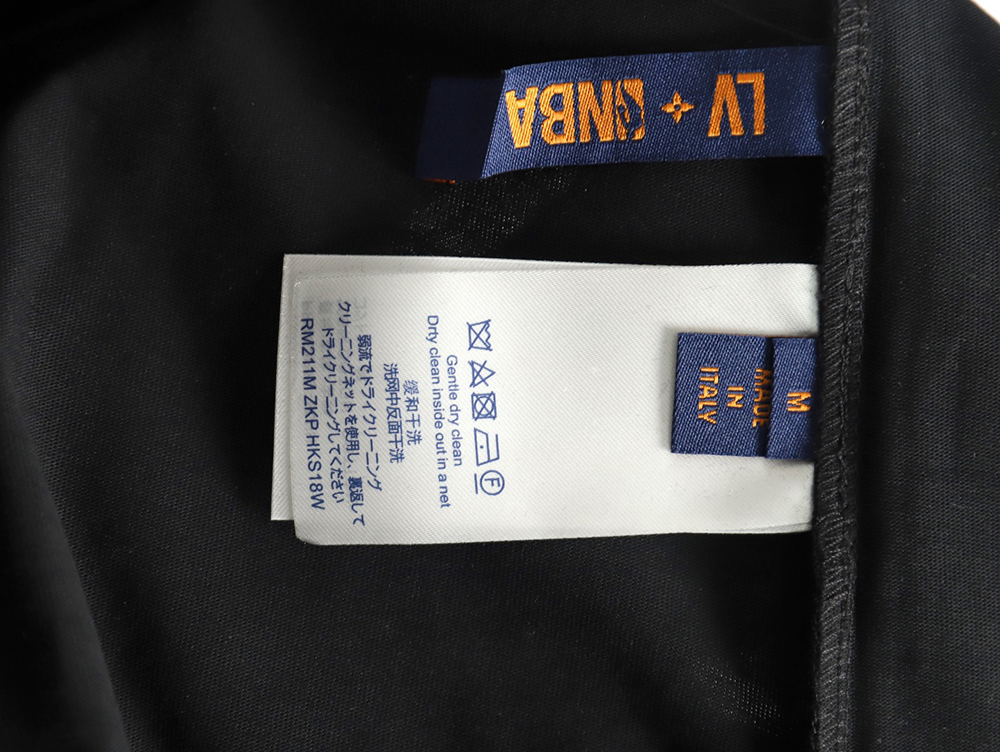 LV NBA
M
MADE
IN
ITALY
Gentle dry clean
Drty clean inside out in a net
缓和干洗
洗网中反面干洗
弱流でドライクリーニング
クリーニングネットを使用し、裏返して
ドライクリーニングしてください
RM211M ZKP HKS18W